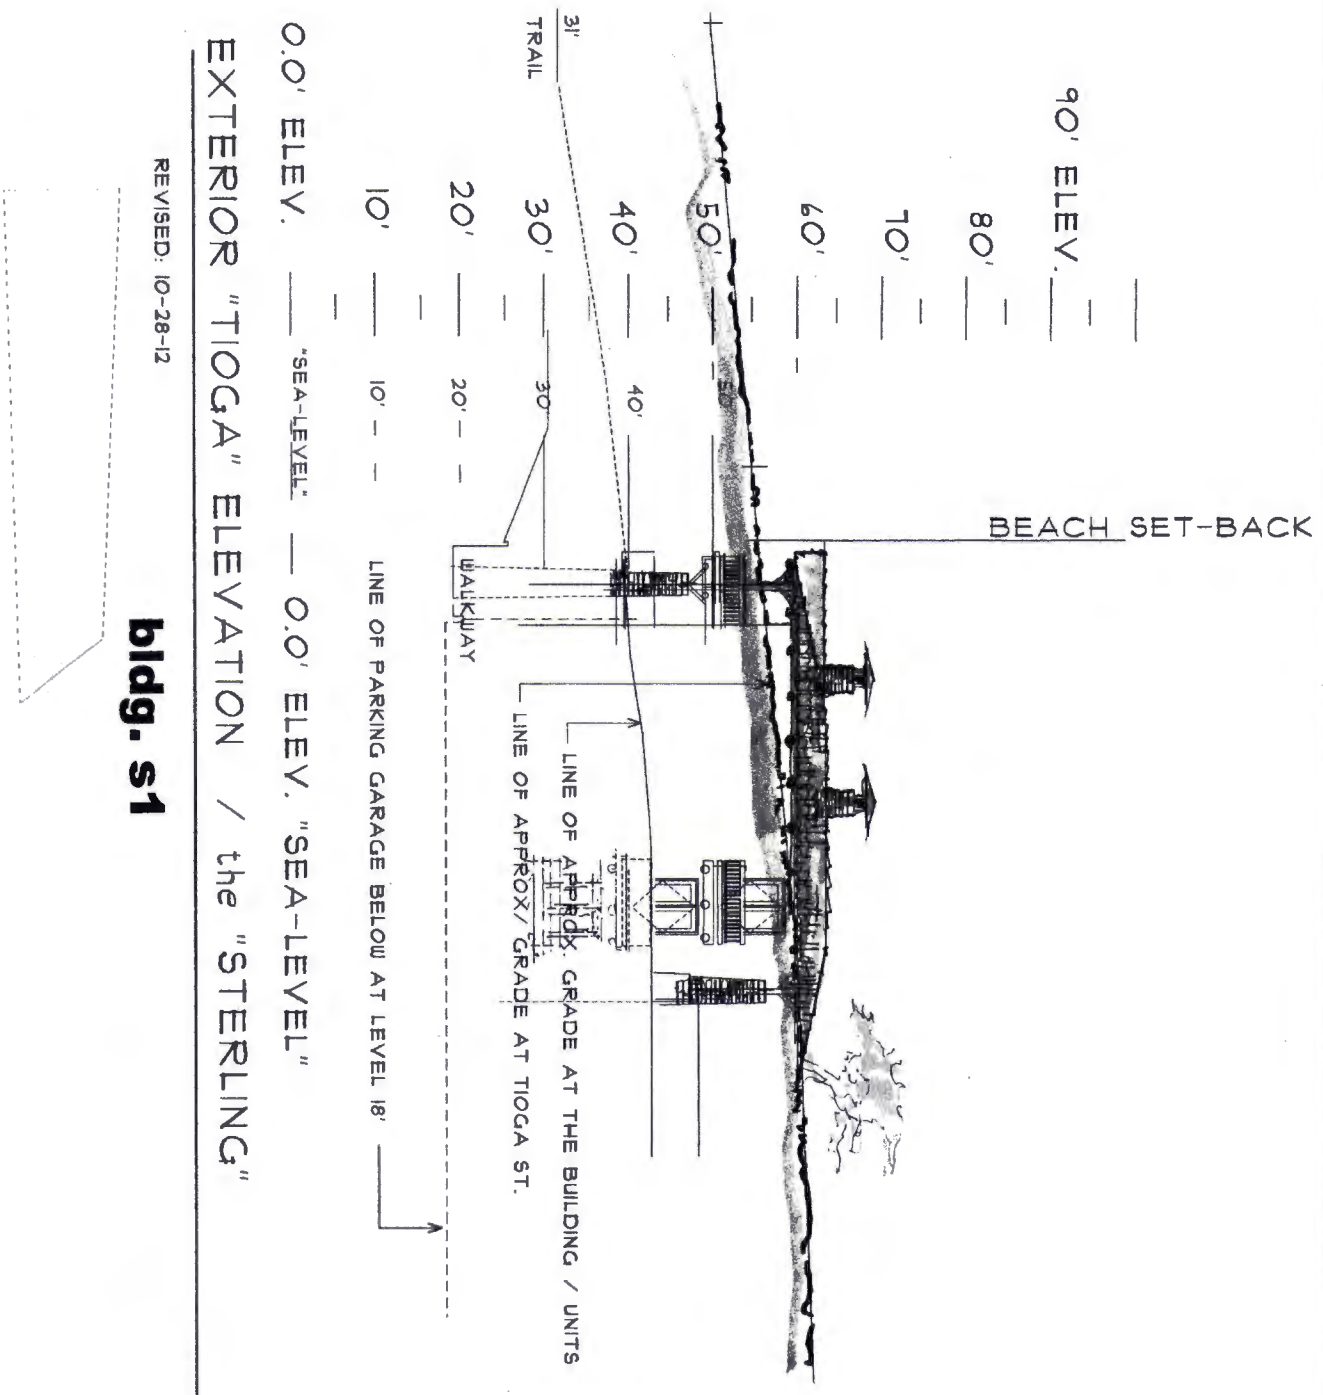 BEACH SET-BACK
90' ELEV.
80'
70'
60'
50'
50'
40'
40'
31'
TRAIL
30'
30'
20'
20'
WALKWAY
10'
10'
LINE OF APPROX. GRADE AT THE BUILDING / UNITS
LINE OF APPROX/ GRADE AT TIOGA ST.
LINE OF PARKING GARAGE BELOW AT LEVEL 18'
0.0' ELEV.
"SEA-LEVEL"
0.0' ELEV. "SEA-LEVEL"
EXTERIOR "TIOGA" ELEVATION / the "STERLING"
REVISED: 10-28-12
bldg. s1